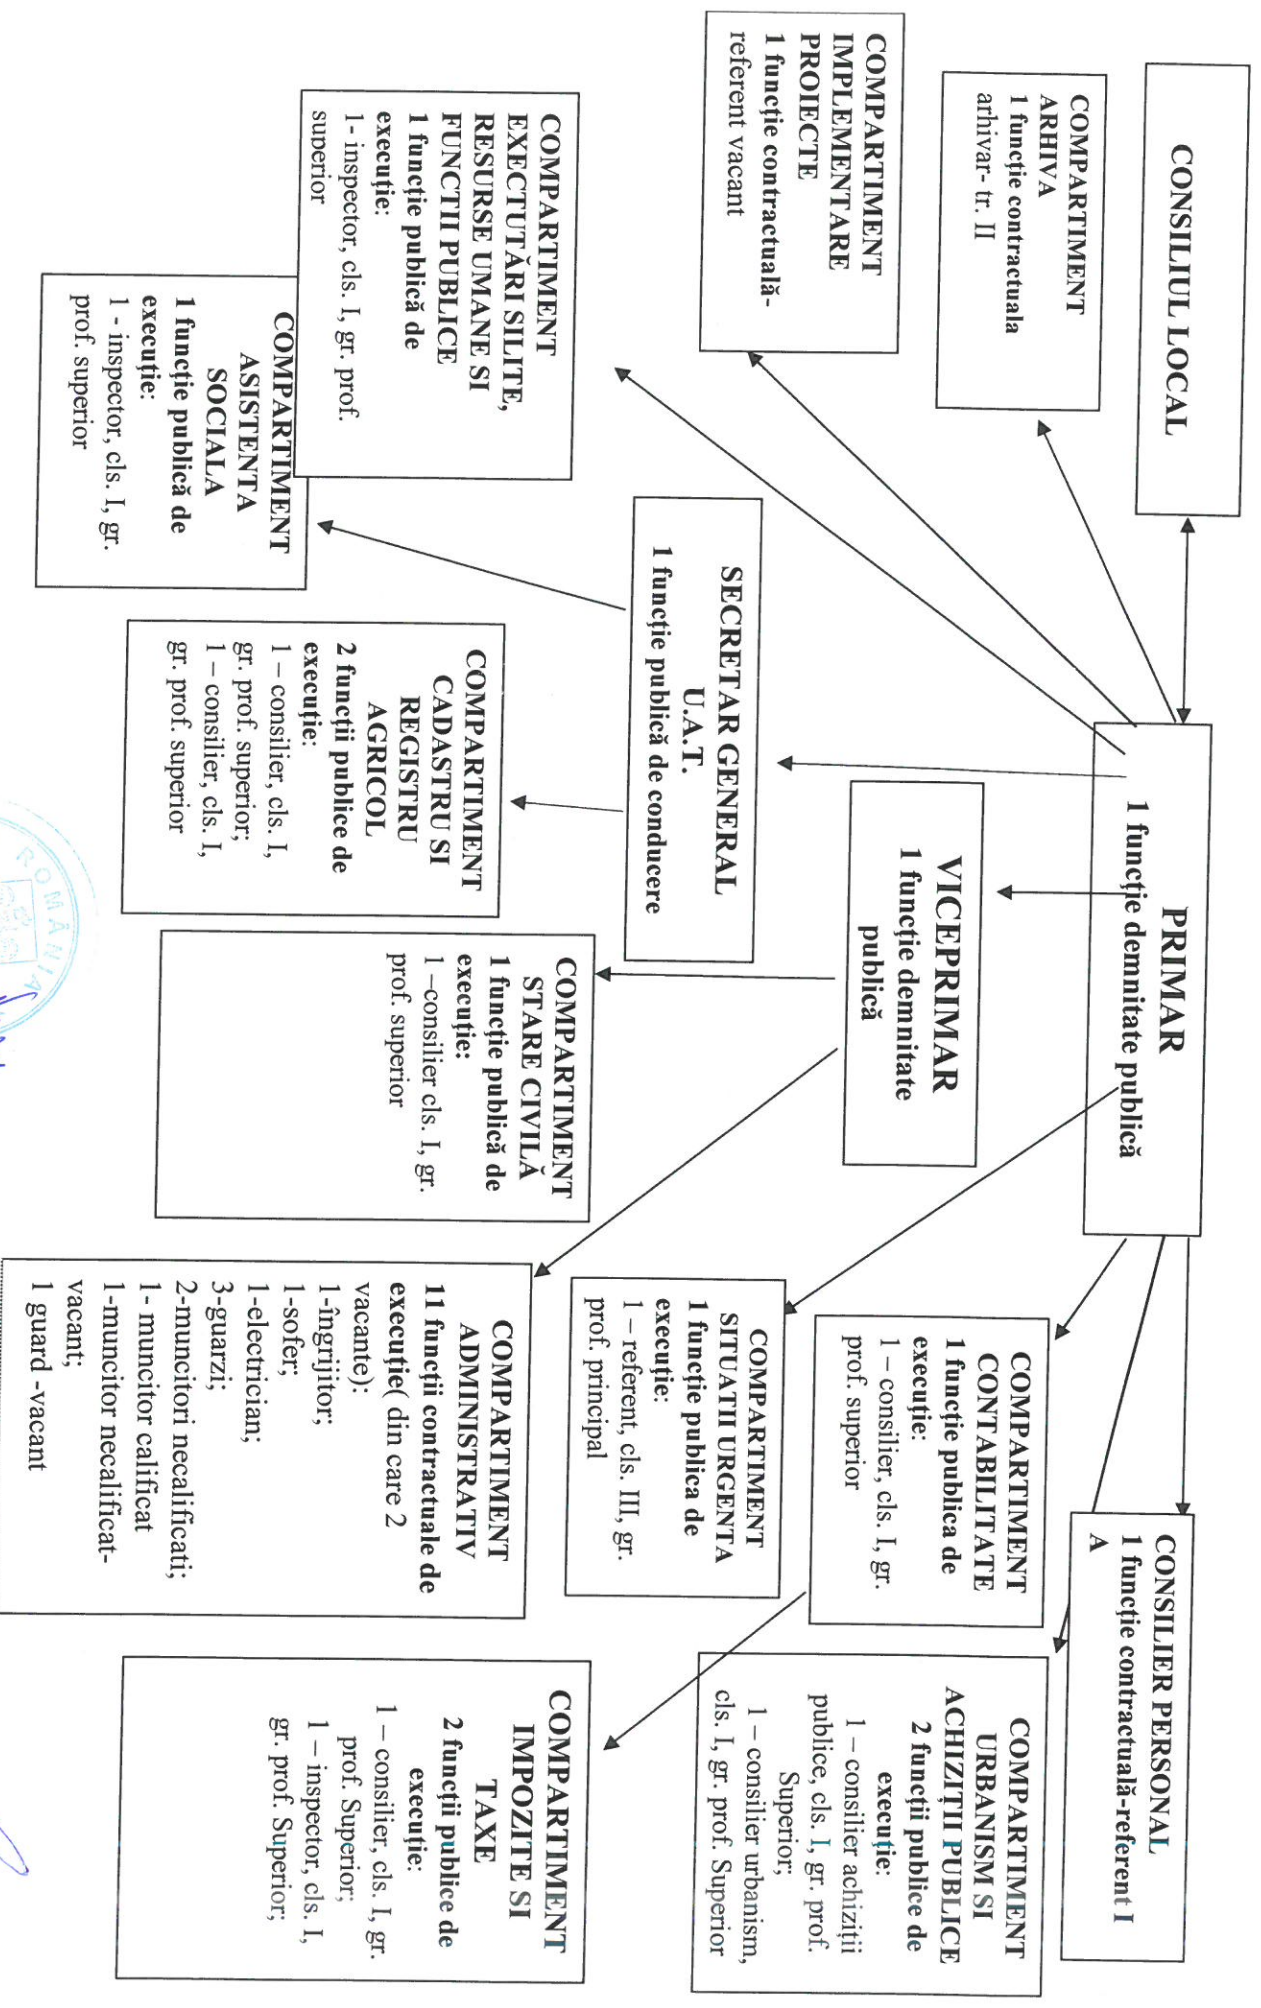 CONSILIUL LOCAL
PRIMAR
1 funcție demnitate publică
CONSILIER PERSONAL
1 funcție contractuală-referent I
A
COMPARTIMENT
ARHIVA
1 funcție contractuala
arhivar- tr. II
VICEPRIMAR
1 funcție demnitate
publică
COMPARTIMENT
CONTABILITATE
1 funcție publica de
execuție:
1 – consilier, cls. I, gr.
prof. superior
COMPARTIMENT
URBANISM SI
ACHIZIȚII PUBLICE
2 funcții publice de
execuție:
1 – consilier achiziții
publice, cls. I, gr. prof.
Superior;
1 – consilier urbanism,
cls. I, gr. prof. Superior
COMPARTIMENT
IMPLEMENTARE
PROIECTE
1 funcție contractuală-
referent vacant
SECRETAR GENERAL
U.A.T.
1 funcție publică de conducere
COMPARTIMENT
SITUATII URGENTA
1 funcție publica de
execuție:
1 – referent, cls. III, gr.
prof. principal
COMPARTIMENT
EXECTUTĂRI SILITE,
RESURSE UMANE SI
FUNCTII PUBLICE
1 funcție publică de
execuție:
1- inspector, cls. I, gr. prof.
superior
COMPARTIMENT
ASISTENTA
SOCIALA
1 funcție publică de
execuție:
1 - inspector, cls. I, gr.
prof. superior
COMPARTIMENT
CADASTRU SI
REGISTRU
AGRICOL
2 funcții publice de
execuție:
1 – consilier, cls. I,
gr. prof. superior;
1 – consilier, cls. I,
gr. prof. superior
COMPARTIMENT
STARE CIVILĂ
1 funcție publică de
execuție:
1 –consilier cls. I, gr.
prof. superior
COMPARTIMENT
ADMINISTRATIV
11 funcții contractuale de
execuție( din care 2
vacante):
1-îngrijitor;
1-sofer;
1-electrician;
3-guarzi;
2-muncitori necalificati;
1- muncitor calificat
1-muncitor necalificat-
vacant;
1 guard -vacant
COMPARTIMENT
IMPOZITE SI
TAXE
2 funcții publice de
execuție:
1 – consilier, cls. I, gr.
prof. Superior;
1 – inspector, cls. I,
gr. prof. Superior;
ROMÂNIA